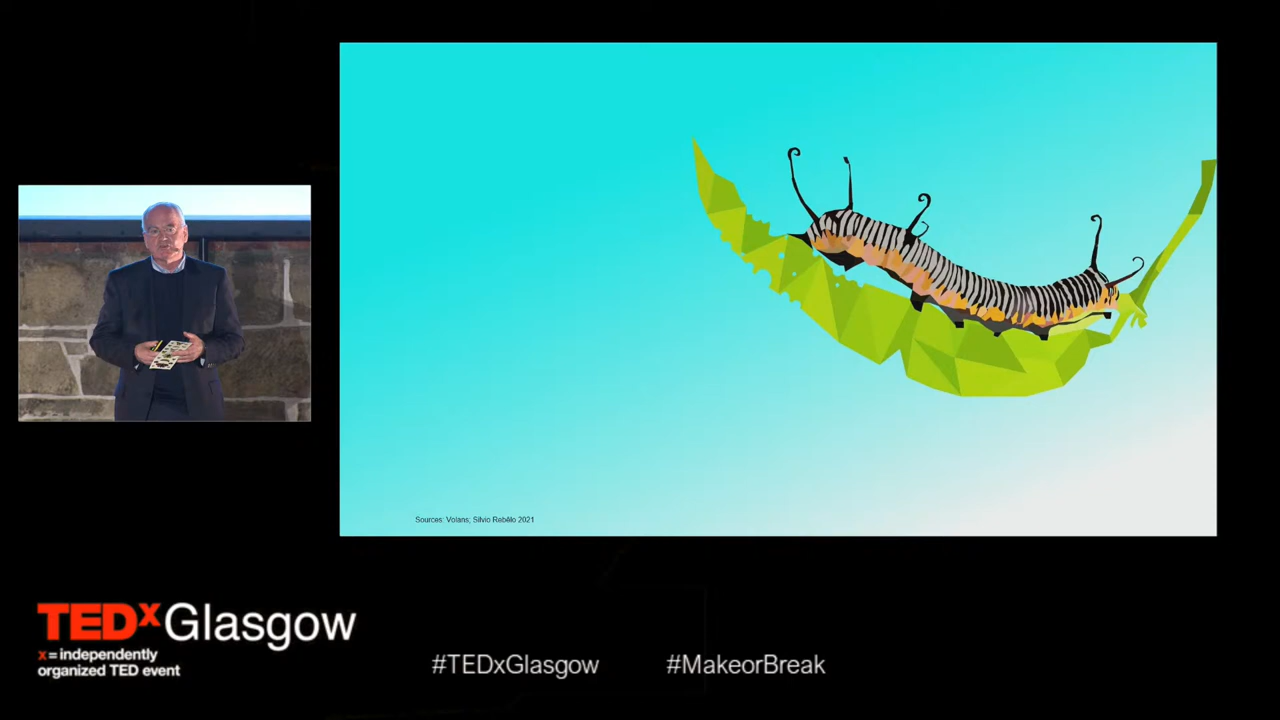 Sources: Volans; Silvio Rebêlo 2021
TEDxGlasgow
x = independently
organized TED event
#TEDxGlasgow
#MakeorBreak